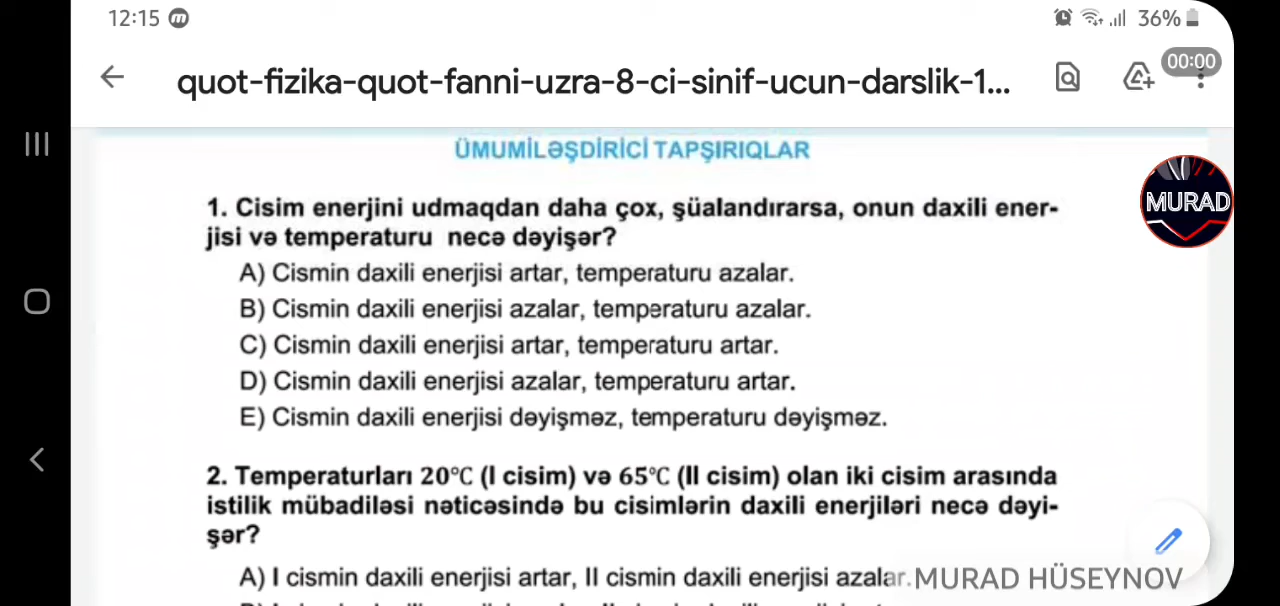 12:15 m
36%
quot-fizika-quot-fanni-uzra-8-ci-sinif-ucun-darslik-1...
00:00
ÜMUMİLƏŞDİRİCİ TAPŞIRIQLAR
MURAD
1. Cisim enerjini udmaqdan daha çox, şüalandırarsa, onun daxili ener-
jisi və temperaturu necə dəyişər?
A) Cismin daxili enerjisi artar, temperaturu azalar.
B) Cismin daxili enerjisi azalar, temperaturu azalar.
C) Cismin daxili enerjisi artar, temperaturu artar.
D) Cismin daxili enerjisi azalar, temperaturu artar.
E) Cismin daxili enerjisi dəyişməz, temperaturu dəyişməz.
2. Temperaturları 20°C (I cisim) və 65°C (II cisim) olan iki cisim arasında
istilik mübadiləsi nəticəsində bu cisimlərin daxili enerjiləri necə dəyi-
şər?
A) I cismin daxili enerjisi artar, II cismin daxili enerjisi azalar.
MURAD HÜSEYNOV